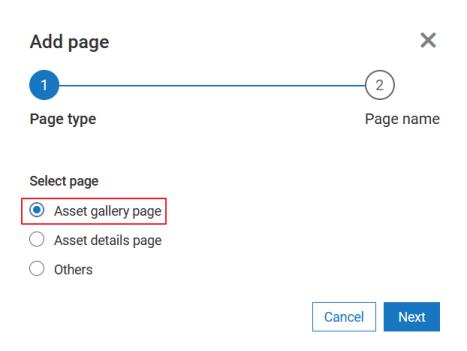 Add page
1
2
Page type
Page name
Select page
Asset gallery page
Asset details page
Others
Cancel
Next